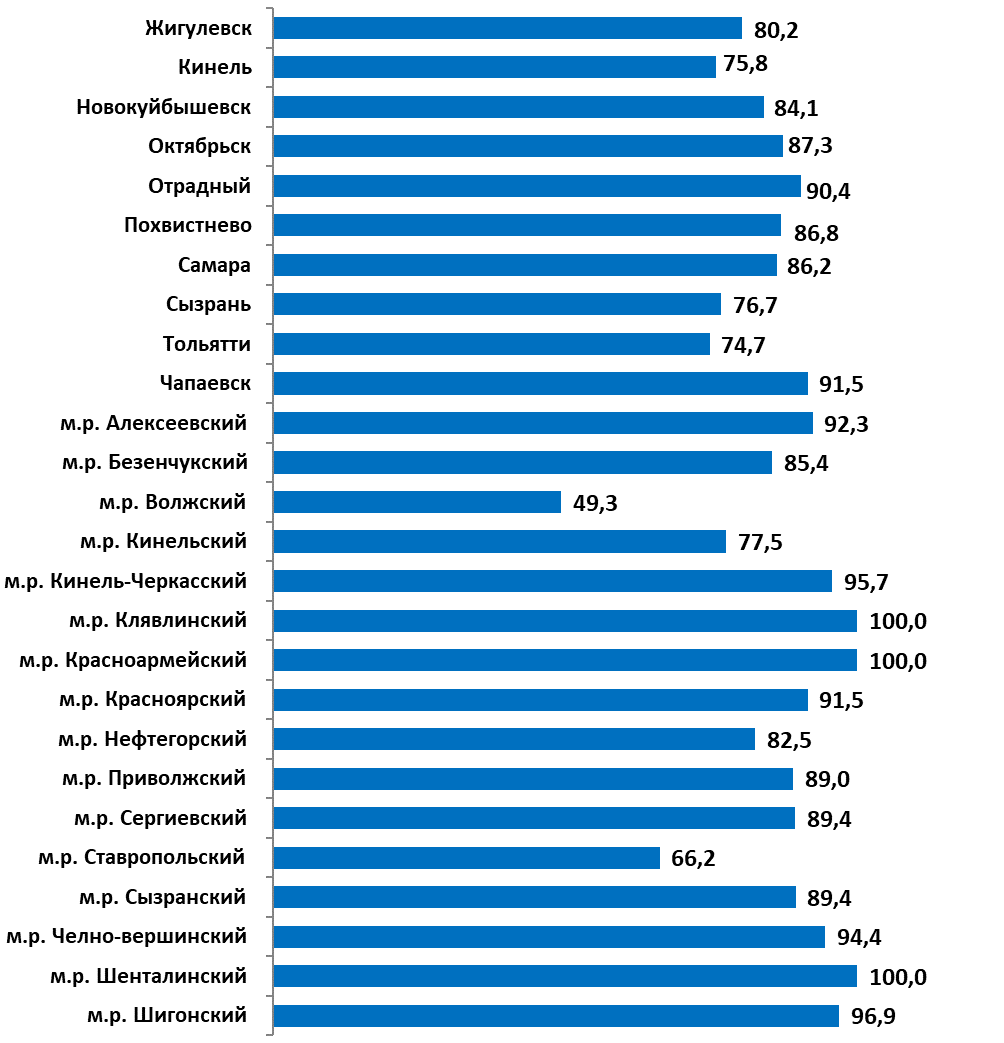 Жигулевск 80,2
Кинель 75,8
Новокуйбышевск 84,1
Октябрьск 87,3
Отрадный 90,4
Похвистнево 86,8
Самара 86,2
Сызрань 76,7
Тольятти 74,7
Чапаевск 91,5
м.р. Алексеевский 92,3
м.р. Безенчукский 85,4
м.р. Волжский 49,3
м.р. Кинельский 77,5
м.р. Кинель-Черкасский 95,7
м.р. Клявлинский 100,0
м.р. Красноармейский 100,0
м.р. Красноярский 91,5
м.р. Нефтегорский 82,5
м.р. Приволжский 89,0
м.р. Сергиевский 89,4
м.р. Ставропольский 66,2
м.р. Сызранский 89,4
м.р. Челно-вершинский 94,4
м.р. Шенталинский 100,0
м.р. Шигонский 96,9